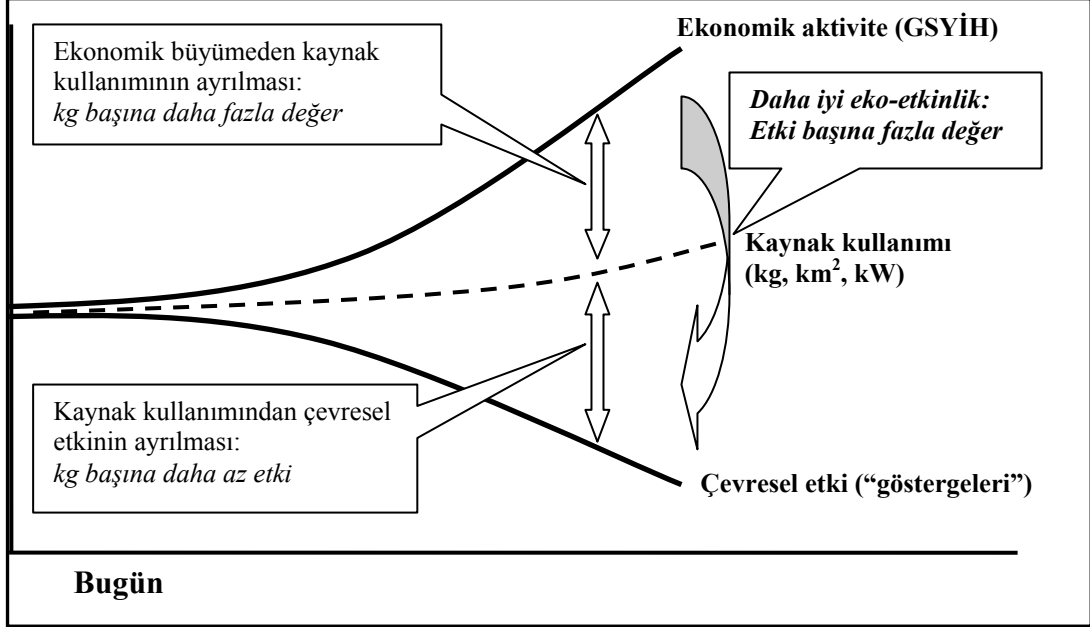 Ekonomik aktivite (GSYİH)
Ekonomik büyümeden kaynak
kullanımının ayrılması:
kg başına daha fazla değer
Daha iyi eko-etkinlik:
Etki başına fazla değer
Kaynak kullanımı
(kg, km², kW)
Kaynak kullanımından çevresel
etkinin ayrılması:
kg başına daha az etki
Çevresel etki (“göstergeleri”)
Bugün